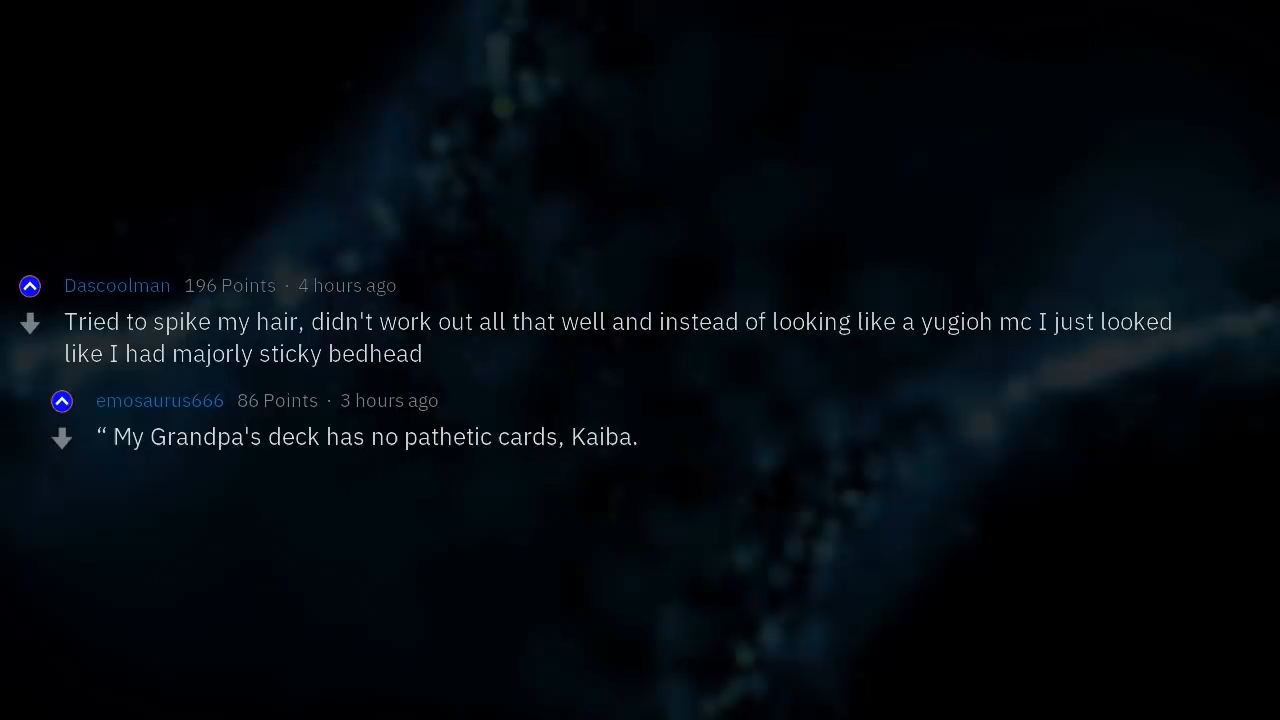 Dascoolman 196 Points · 4 hours ago
Tried to spike my hair, didn't work out all that well and instead of looking like a yugioh mc I just looked
like I had majorly sticky bedhead
emosaurus666 86 Points · 3 hours ago
“ My Grandpa's deck has no pathetic cards, Kaiba.